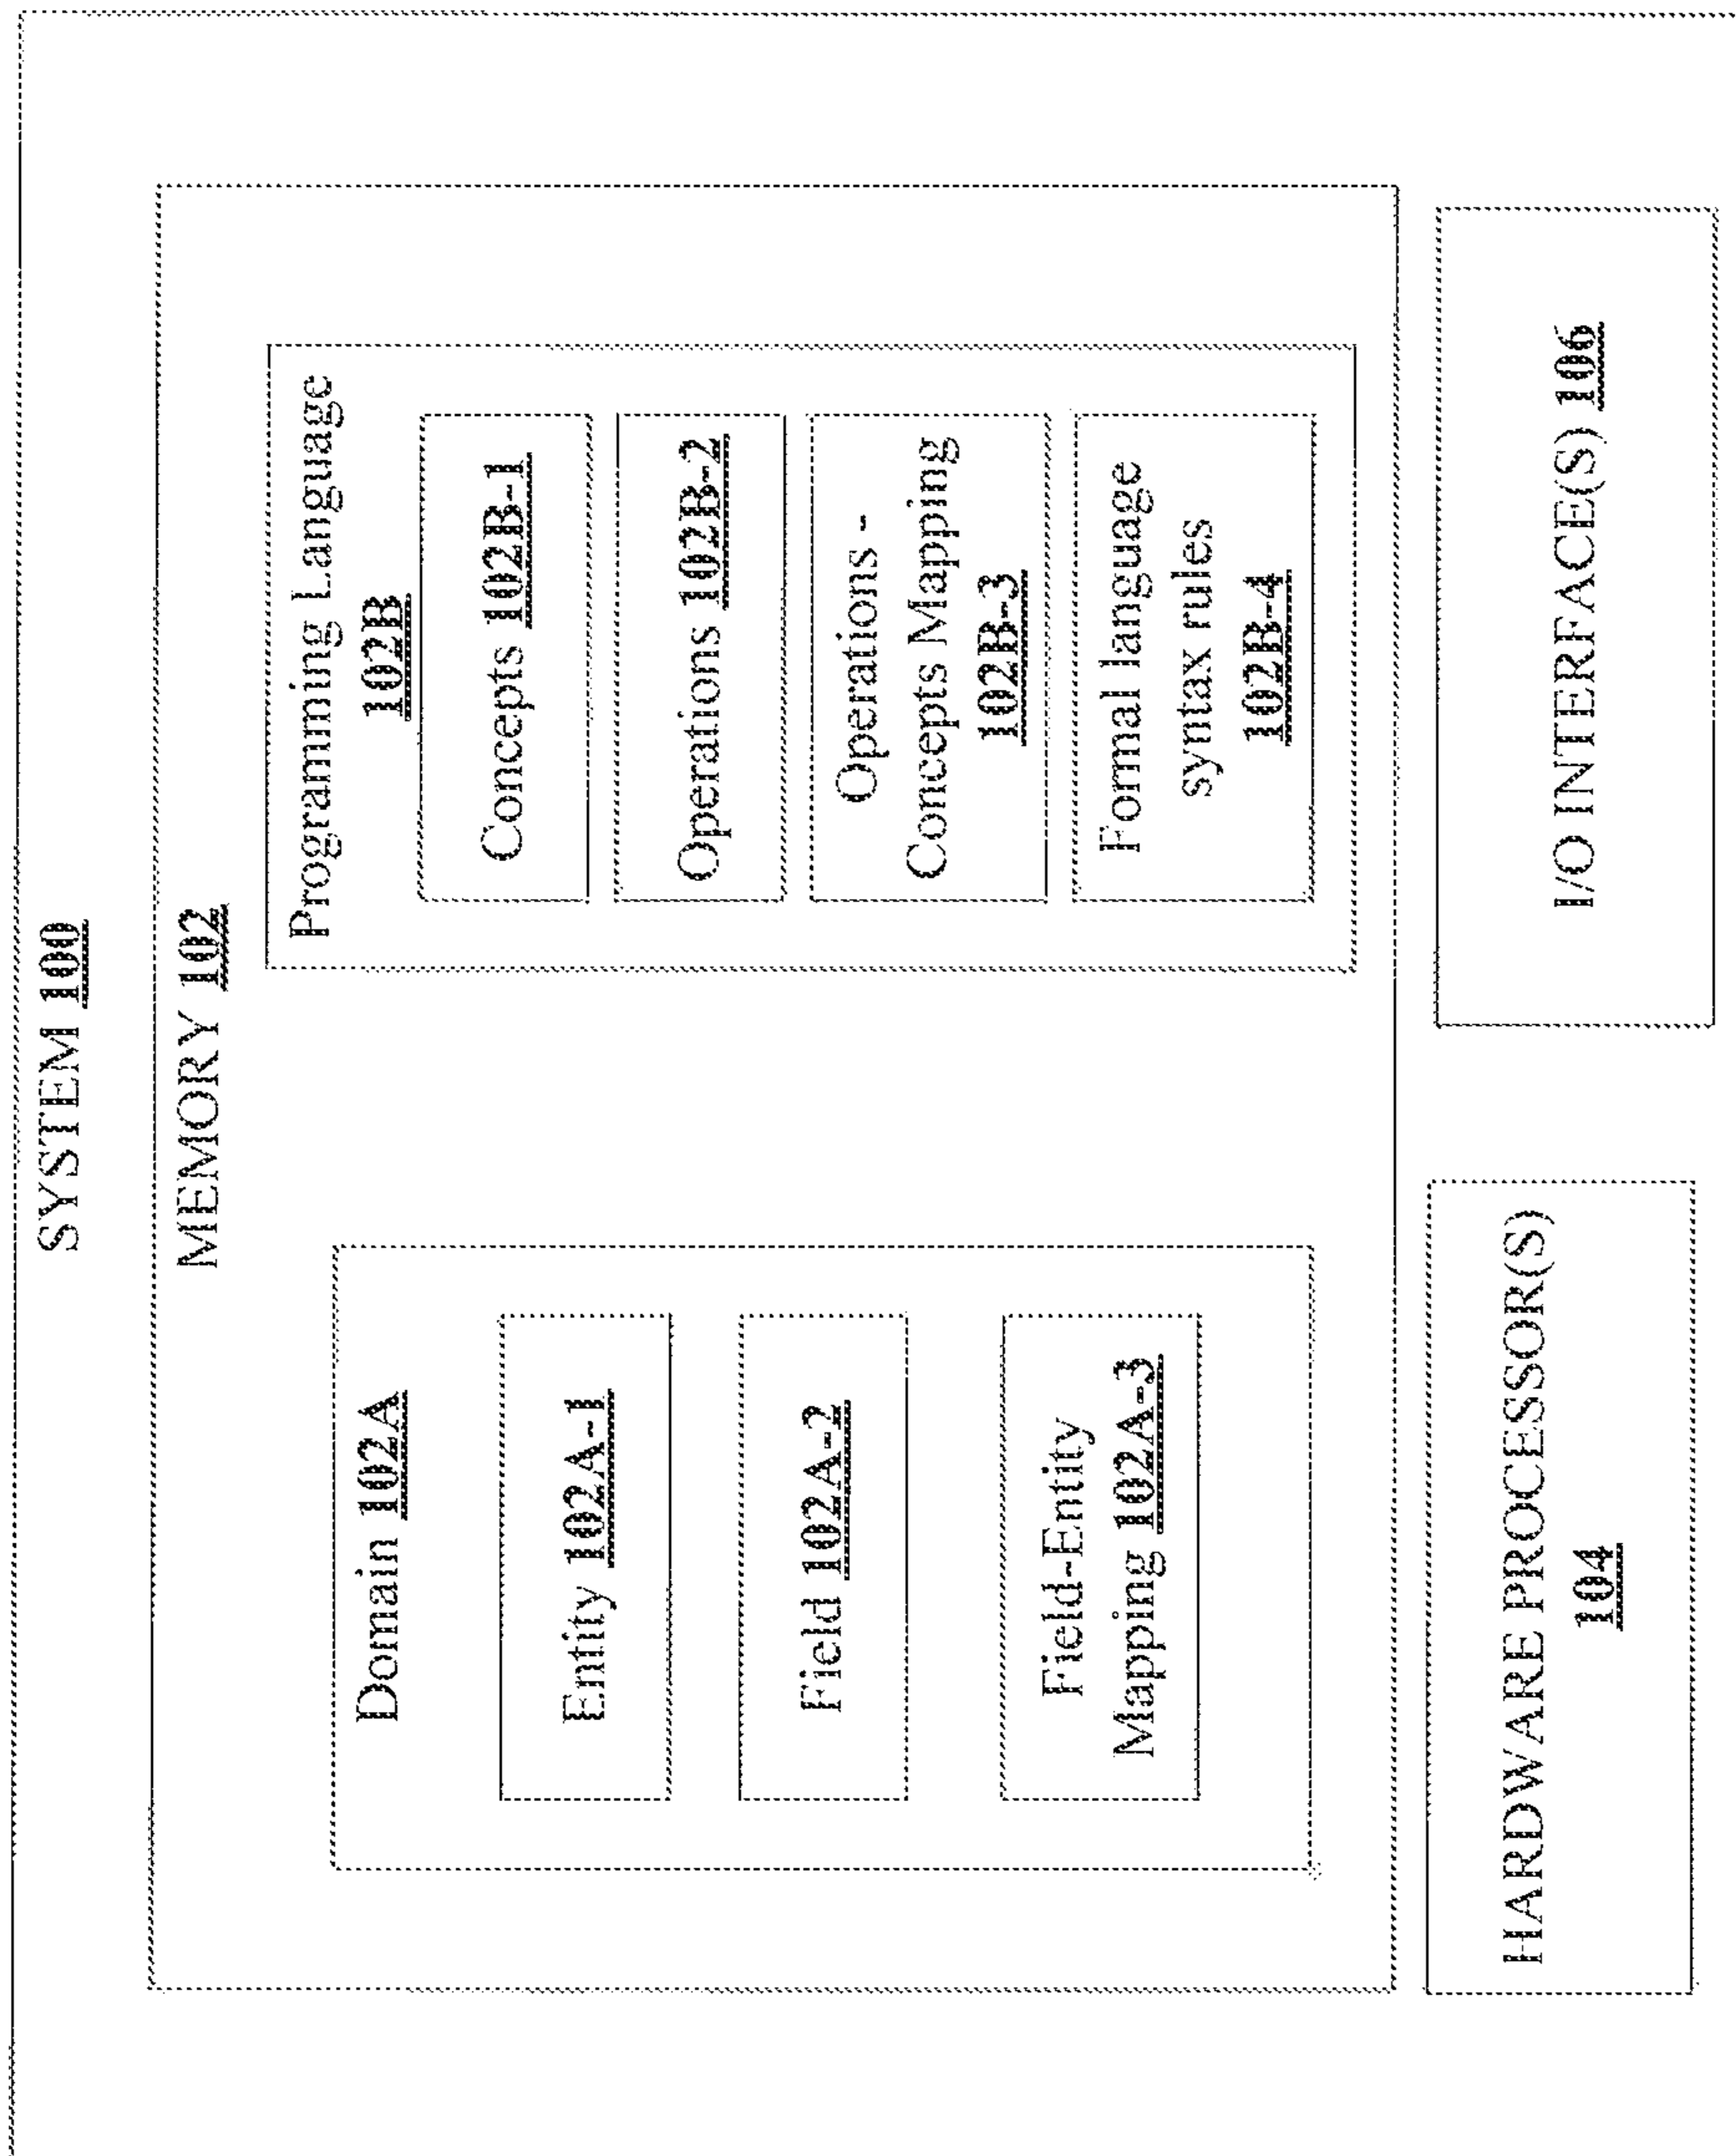 SYSTEM 100
MEMORY 102
Domain 102A
Entity 102A-1
Field 102A-2
Field-Entity
Mapping 102A-3
Programming Language
102B
Concepts 102B-1
Operations 102B-2
Operations -
Concepts Mapping
102B-3
Formal language
syntax rules
102B-4
HARDWARE PROCESSOR(S)
104
I/O INTERFACE(S) 106